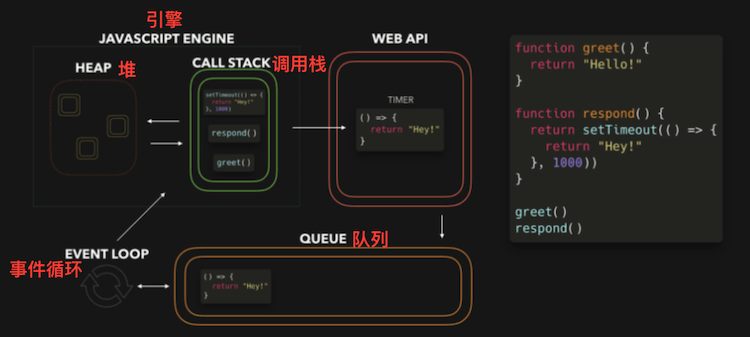 引擎
JAVASCRIPT ENGINE
HEAP 堆
CALL STACK 调用栈
setTimeout(() => {
return "Hey!"
}, 1000)
respond()
greet()
WEB API
TIMER
() => {
return "Hey!"
}
EVENT LOOP
事件循环
QUEUE 队列
() => {
return "Hey!"
}
function greet() {
return "Hello!"
}
function respond() {
return setTimeout(() => {
return "Hey!"
}, 1000))
}
greet()
respond()